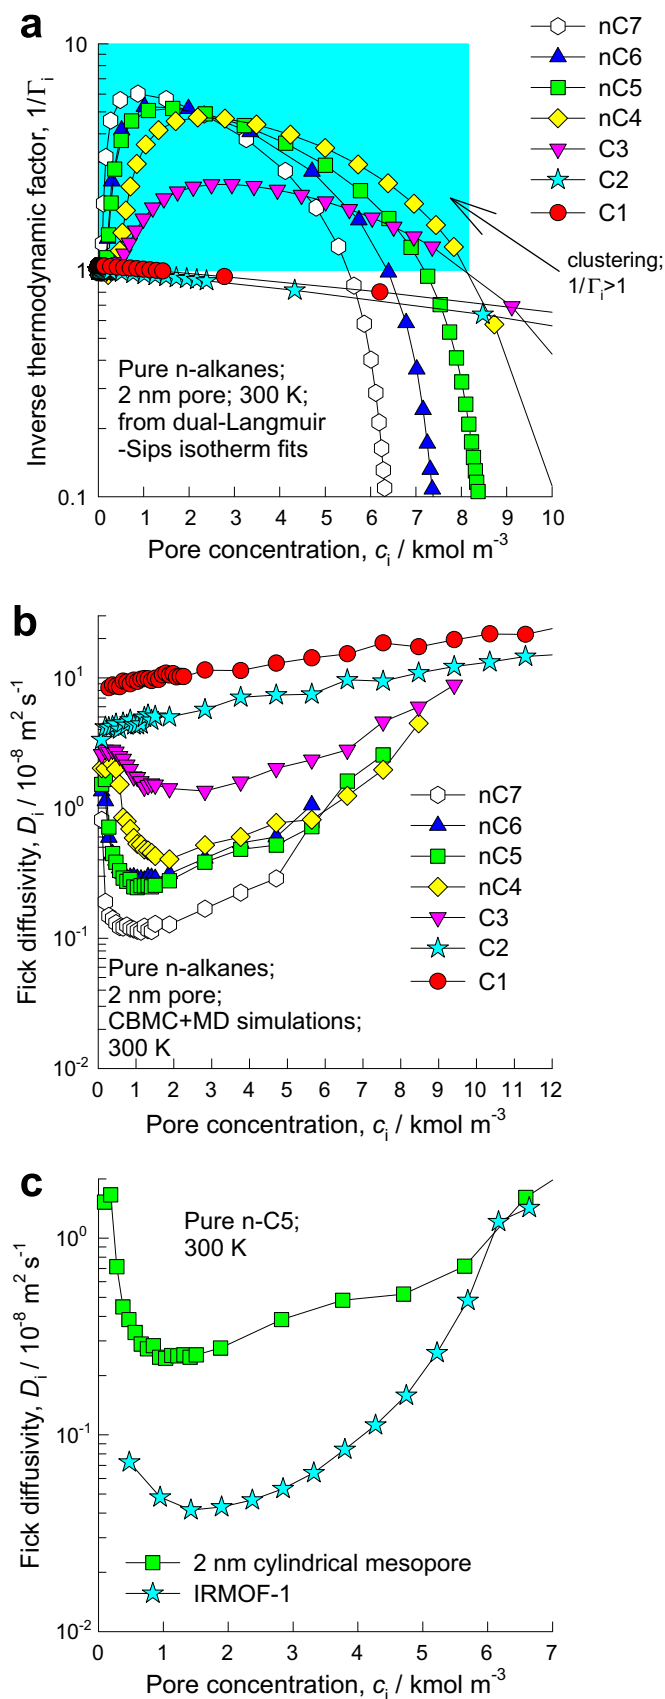 a
10
1
0.1
Inverse thermodynamic factor, 1/Γi
nC7
nC6
nC5
nC4
C3
C2
C1
clustering;
1/Γi>1
Pure n-alkanes;
2 nm pore; 300 K;
from dual-Langmuir
-Sips isotherm fits
0 1 2 3 4 5 6 7 8 9 10
Pore concentration, ci / kmol m-3
b
10^1
10^0
10^-1
10^-2
Fick diffusivity, Di / 10^-8 m^2 s^-1
nC7
nC6
nC5
nC4
C3
C2
C1
Pure n-alkanes;
2 nm pore;
CBMC+MD simulations;
300 K
0 1 2 3 4 5 6 7 8 9 10 11 12
Pore concentration, ci / kmol m-3
c
Pure n-C5;
300 K
10^0
10^-1
10^-2
Fick diffusivity, Di / 10^-8 m^2 s^-1
2 nm cylindrical mesopore
IRMOF-1
0 1 2 3 4 5 6 7
Pore concentration, ci / kmol m-3